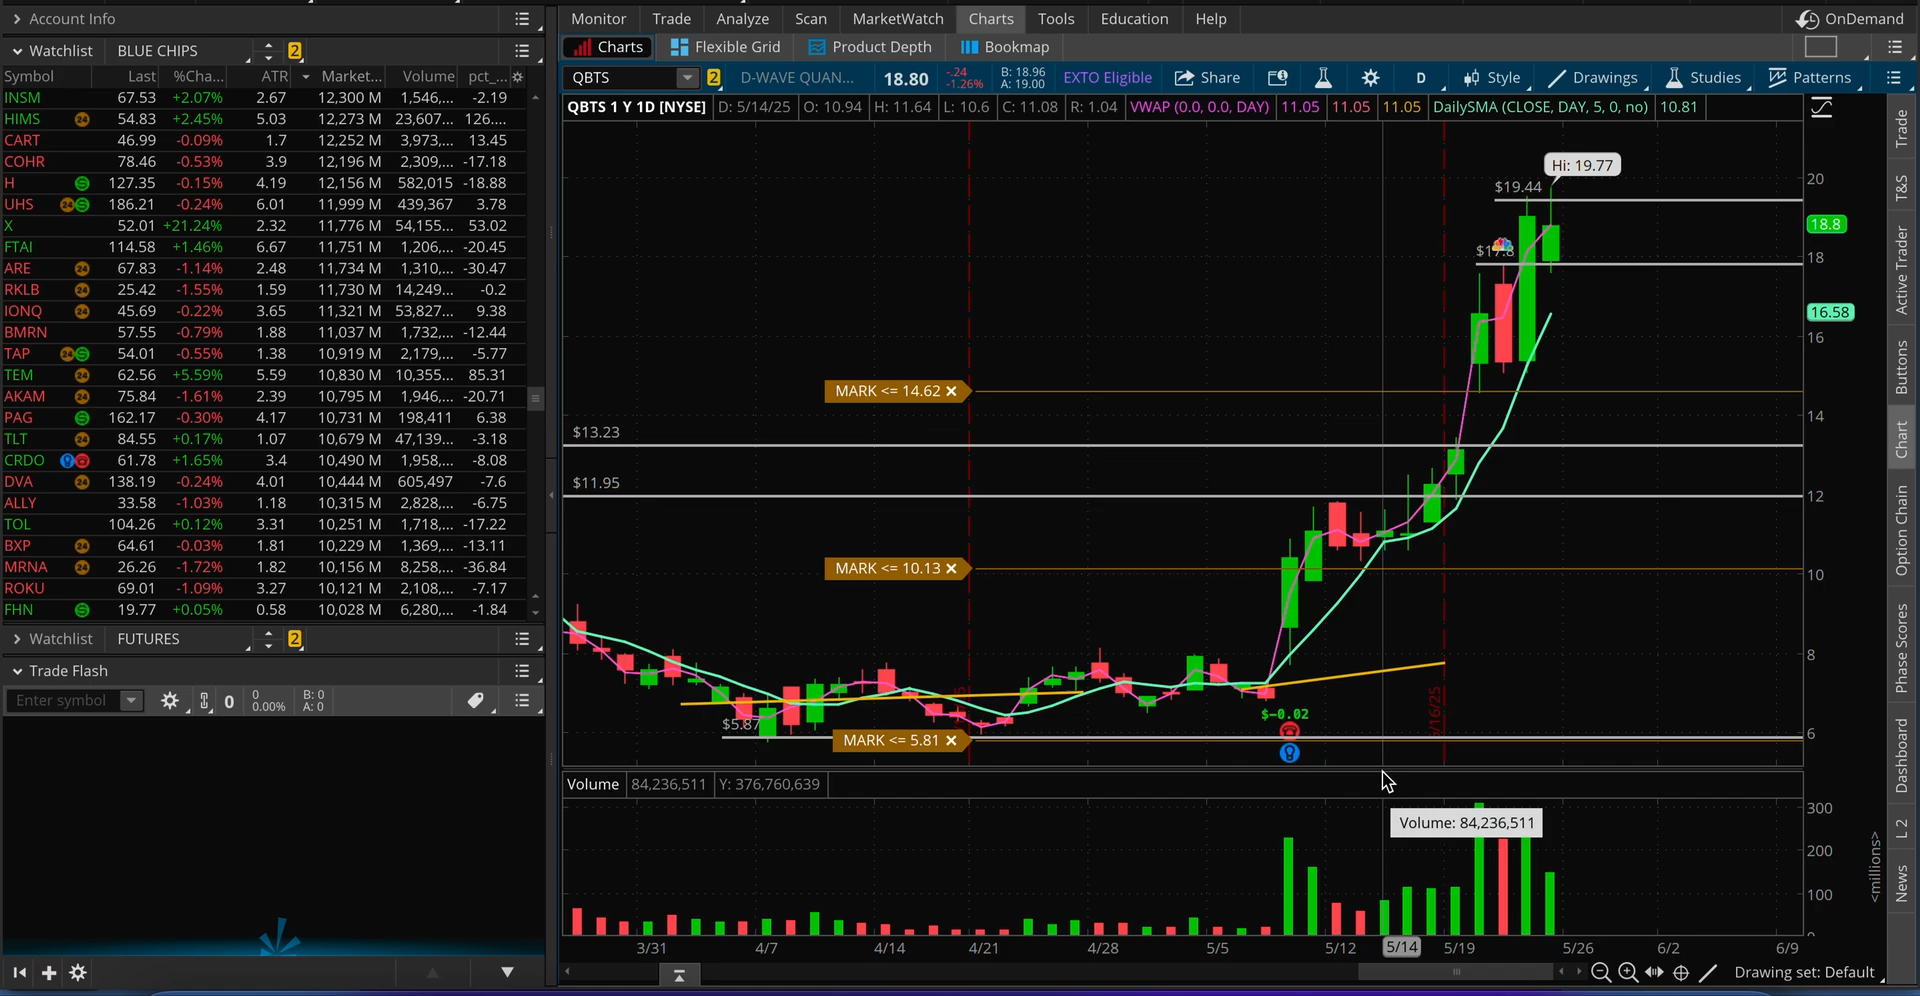 Account Info
Monitor Trade Analyze Scan MarketWatch Charts Tools Education Help OnDemand
Watchlist BLUE CHIPS 2
Charts Flexible Grid Product Depth Bookmap
Symbol Last %Cha... ATR Market... Volume pct_...
QBTS 2 D-WAVE QUAN... 18.80 -.24 -1.26% B: 18.96 A: 19.00 EXTO Eligible Share D Style Drawings Studies Patterns
QBTS 1 Y 1D [NYSE] D: 5/14/25 O: 10.94 H: 11.64 L: 10.6 C: 11.08 R: 1.04 VWAP (0.0, 0.0, DAY) 11.05 11.05 11.05 DailySMA (CLOSE, DAY, 5, 0, no) 10.81
INSM 67.53 +2.07% 2.67 12,300 M 1,546,... -2.19
HIMS 24 54.83 +2.45% 5.03 12,273 M 23,607... 126....
CART 46.99 -0.09% 1.7 12,252 M 3,973,... 13.45
COHR 78.46 -0.53% 3.9 12,196 M 2,309,... -17.18
H S 127.35 -0.15% 4.19 12,156 M 582,015 -18.88
UHS 24 S 186.21 -0.24% 6.01 11,999 M 439,367 3.78
X 52.01 +21.24% 2.32 11,776 M 54,155... 53.02
FTAI 114.58 +1.46% 6.67 11,751 M 1,206,... -20.45
ARE 24 67.83 -1.14% 2.48 11,734 M 1,310,... -30.47
RKLB 24 25.42 -1.55% 1.59 11,730 M 14,249... -0.2
IONQ 24 45.69 -0.22% 3.65 11,321 M 53,827... 9.38
BMRN 57.55 -0.79% 1.88 11,037 M 1,732,... -12.44
TAP 24 S 54.01 -0.55% 1.38 10,919 M 2,179,... -5.77
TEM 24 62.56 +5.59% 5.59 10,830 M 10,355... 85.31
AKAM 24 75.84 -1.61% 2.39 10,795 M 1,946,... -20.71
PAG S 162.17 -0.30% 4.17 10,731 M 198,411 6.38
TLT 24 84.55 +0.17% 1.07 10,679 M 47,139... -3.18
CRDO 61.78 +1.65% 3.4 10,490 M 1,958,... -8.08
DVA 24 138.19 -0.24% 4.01 10,444 M 605,497 -7.6
ALLY 33.58 -1.03% 1.18 10,315 M 2,828,... -6.75
TOL 104.26 +0.12% 3.31 10,251 M 1,718,... -17.22
BXP 24 64.61 -0.03% 1.81 10,229 M 1,369,... -13.11
MRNA 24 26.26 -1.72% 1.82 10,156 M 8,258,... -36.84
ROKU 69.01 -1.09% 3.27 10,121 M 2,108,... -7.17
FHN S 19.77 +0.05% 0.58 10,028 M 6,280,... -1.84
Watchlist FUTURES 2
Trade Flash
Enter symbol 0 0 0.00% B: 0 A: 0
Hi: 19.77
$19.44
$17.8
MARK <= 14.62
$13.23
$11.95
MARK <= 10.13
$5.87
MARK <= 5.81
$-0.02
5/16/25
20
18.8
18
16.58
16
14
12
10
8
6
Volume 84,236,511 Y: 376,760,639
Volume: 84,236,511
300
200
100
0
<millions>
3/31 4/7 4/14 4/21 4/28 5/5 5/12 5/14 5/19 5/26 6/2 6/9
Drawing set: Default
Trade
T&S
Active Trader
Buttons
Chart
Option Chain
Phase Scores
Dashboard
L 2
News